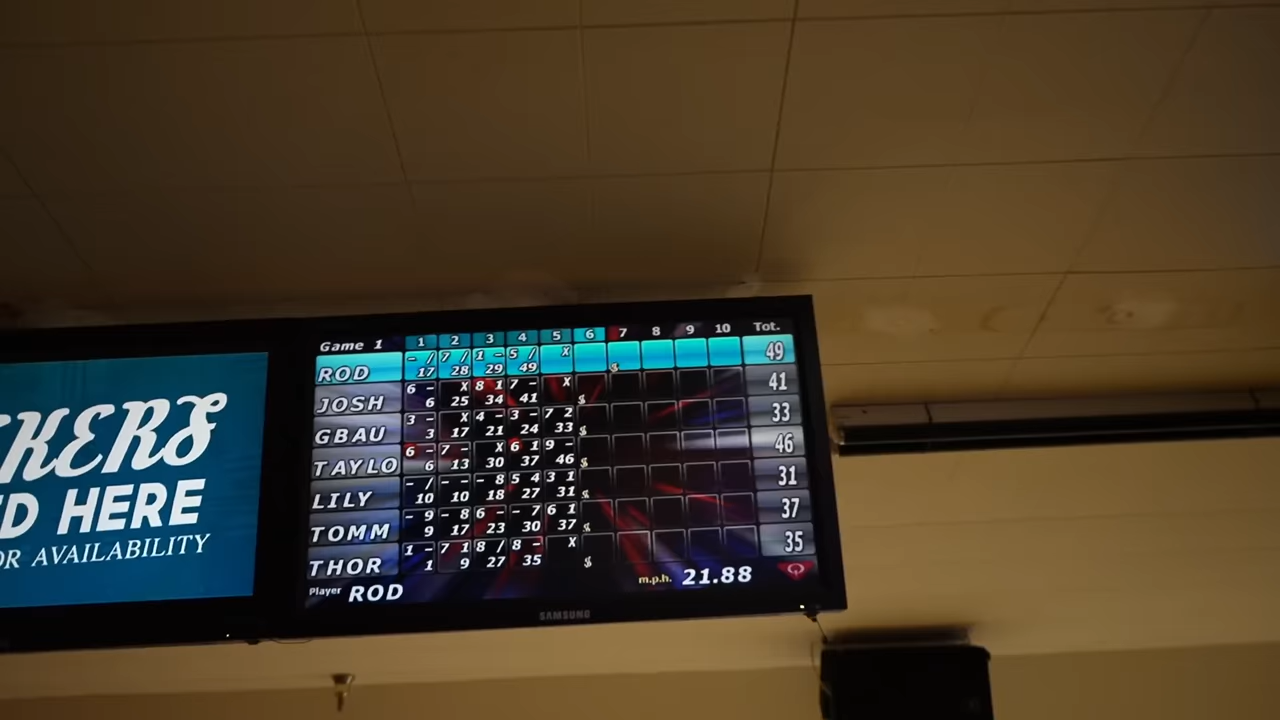 KERS
D HERE
OR AVAILABILITY
Game 1 1 2 3 4 5 6 7 8 9 10 Tot.
ROD - / 7 / 1 - 5 / X 49
17 28 29 49
JOSH 6 - X 8 1 7 - X 41
6 25 34 41
GBAU 3 - X 4 - 3 - 7 2 33
3 17 21 24 33
TAYLO 6 - 7 - X 6 1 9 - 46
6 13 30 37 46
LILY - / - - - 8 5 4 3 1 31
10 10 18 27 31
TOMM - 9 - 8 6 - - 7 6 1 37
9 17 23 30 37
THOR 1 - 7 1 8 / 8 - X 35
1 9 27 35
Player ROD m.p.h. 21.88
SAMSUNG